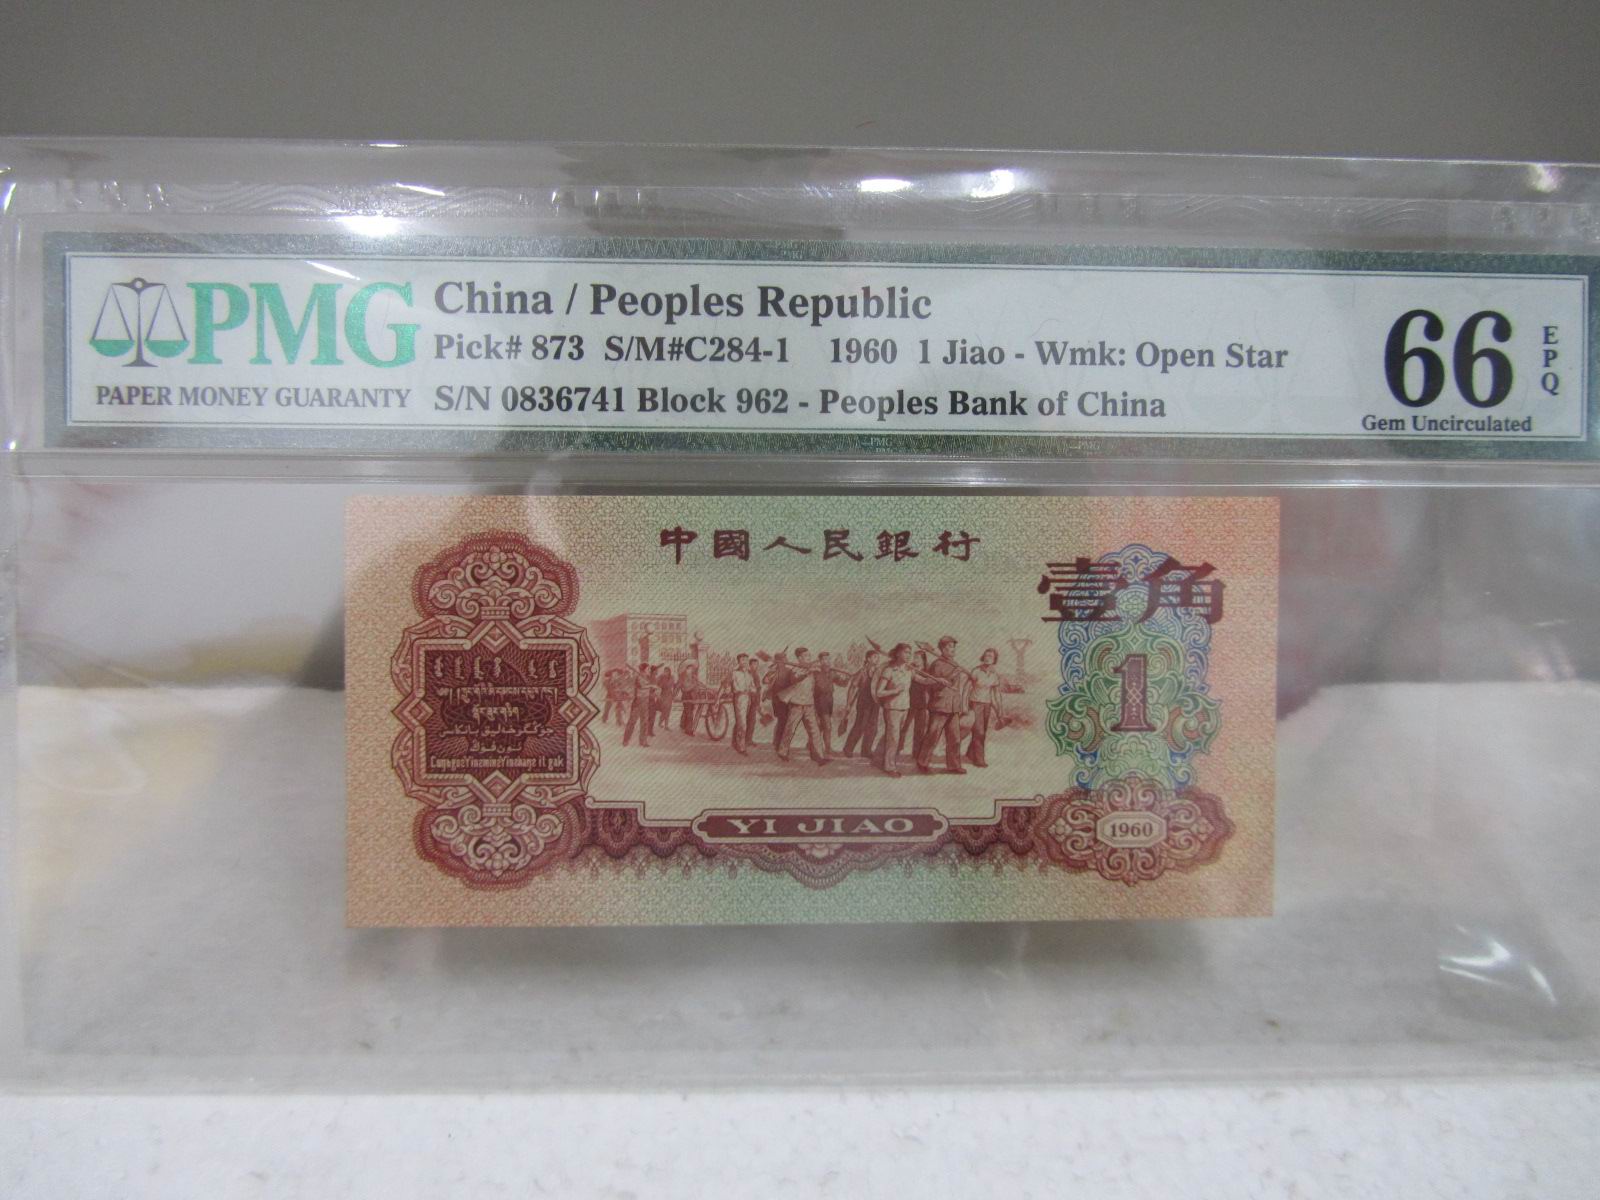 PMG
PAPER MONEY GUARANTY
China / Peoples Republic
Pick# 873 S/M#C284-1 1960 1 Jiao - Wmk: Open Star
S/N 0836741 Block 962 - Peoples Bank of China
66
EPQ
Gem Uncirculated
中國人民銀行
壹角
1
YI JIAO
1960